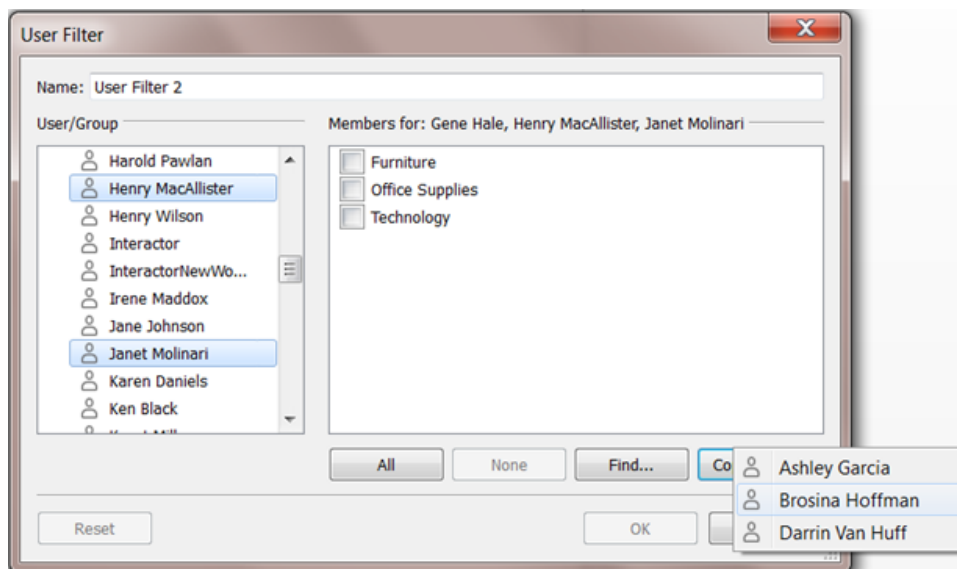 User Filter
Name: User Filter 2
User/Group
Members for: Gene Hale, Henry MacAllister, Janet Molinari
Harold Pawlan
Henry MacAllister
Henry Wilson
Interactor
InteractorNewWo...
Irene Maddox
Jane Johnson
Janet Molinari
Karen Daniels
Ken Black
Furniture
Office Supplies
Technology
All
None
Find...
Co
Ashley Garcia
Brosina Hoffman
Darrin Van Huff
Reset
OK